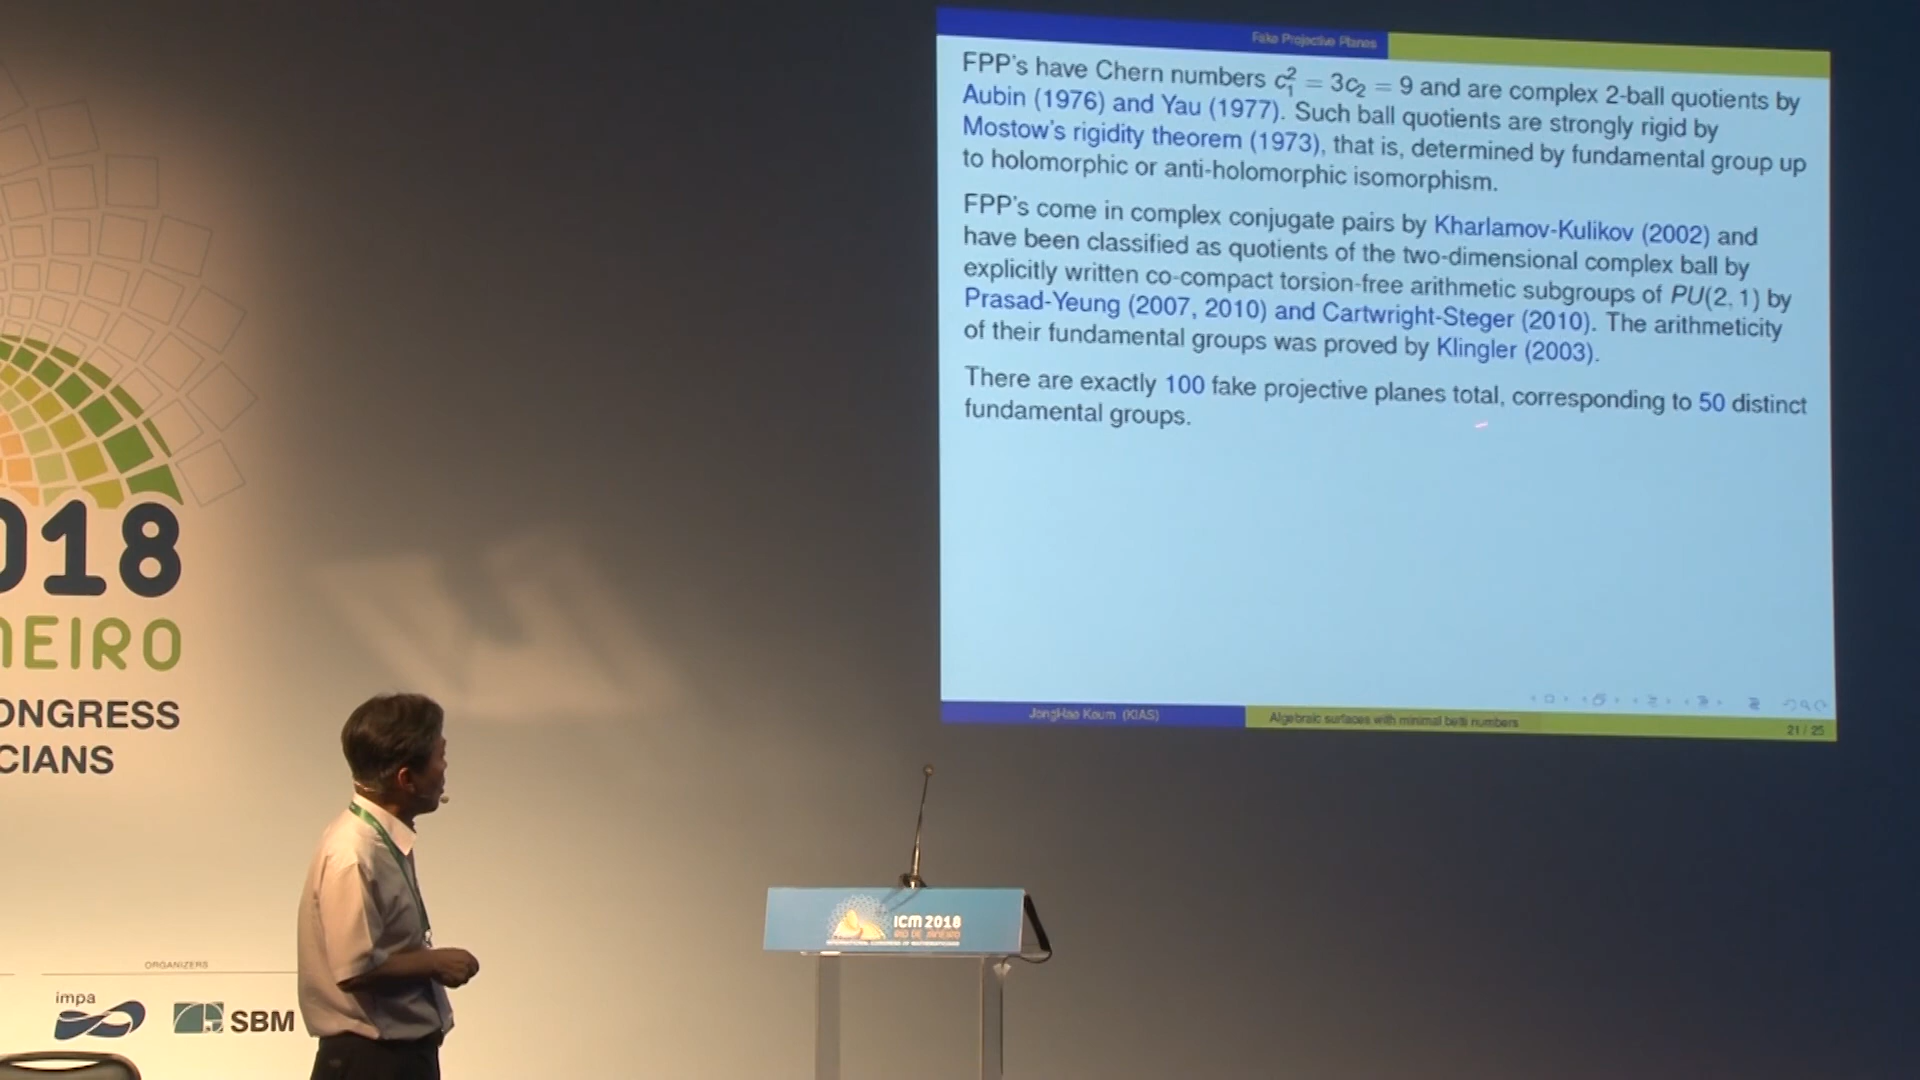 Fake Projective Planes
FPP's have Chern numbers c₁² = 3c₂ = 9 and are complex 2-ball quotients by
Aubin (1976) and Yau (1977). Such ball quotients are strongly rigid by
Mostow's rigidity theorem (1973), that is, determined by fundamental group up
to holomorphic or anti-holomorphic isomorphism.
FPP's come in complex conjugate pairs by Kharlamov-Kulikov (2002) and
have been classified as quotients of the two-dimensional complex ball by
explicitly written co-compact torsion-free arithmetic subgroups of PU(2, 1) by
Prasad-Yeung (2007, 2010) and Cartwright-Steger (2010). The arithmeticity
of their fundamental groups was proved by Klingler (2003).
There are exactly 100 fake projective planes total, corresponding to 50 distinct
fundamental groups.
JongHae Keum (KIAS)
Algebraic surfaces with minimal betti numbers
21 / 25
018
NEIRO
ONGRESS
CIANS
ORGANIZERS
impa
SBM
ICM 2018
RIO DE JANEIRO
INTERNATIONAL CONGRESS OF MATHEMATICIANS